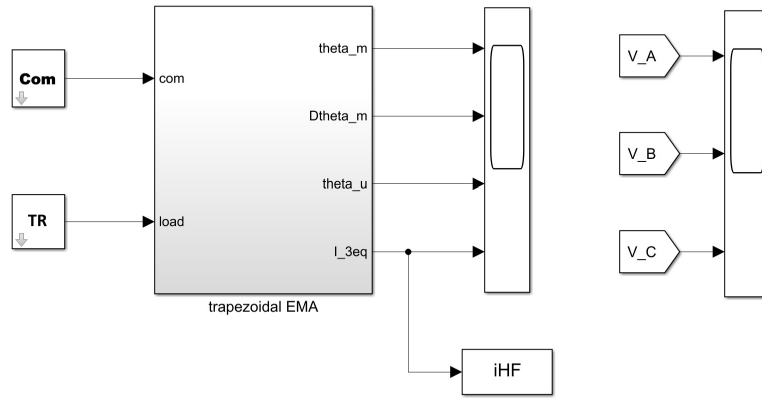 Com
com
theta_m
Dtheta_m
TR
load
theta_u
I_3eq
trapezoidal EMA
iHF
V_A
V_B
V_C